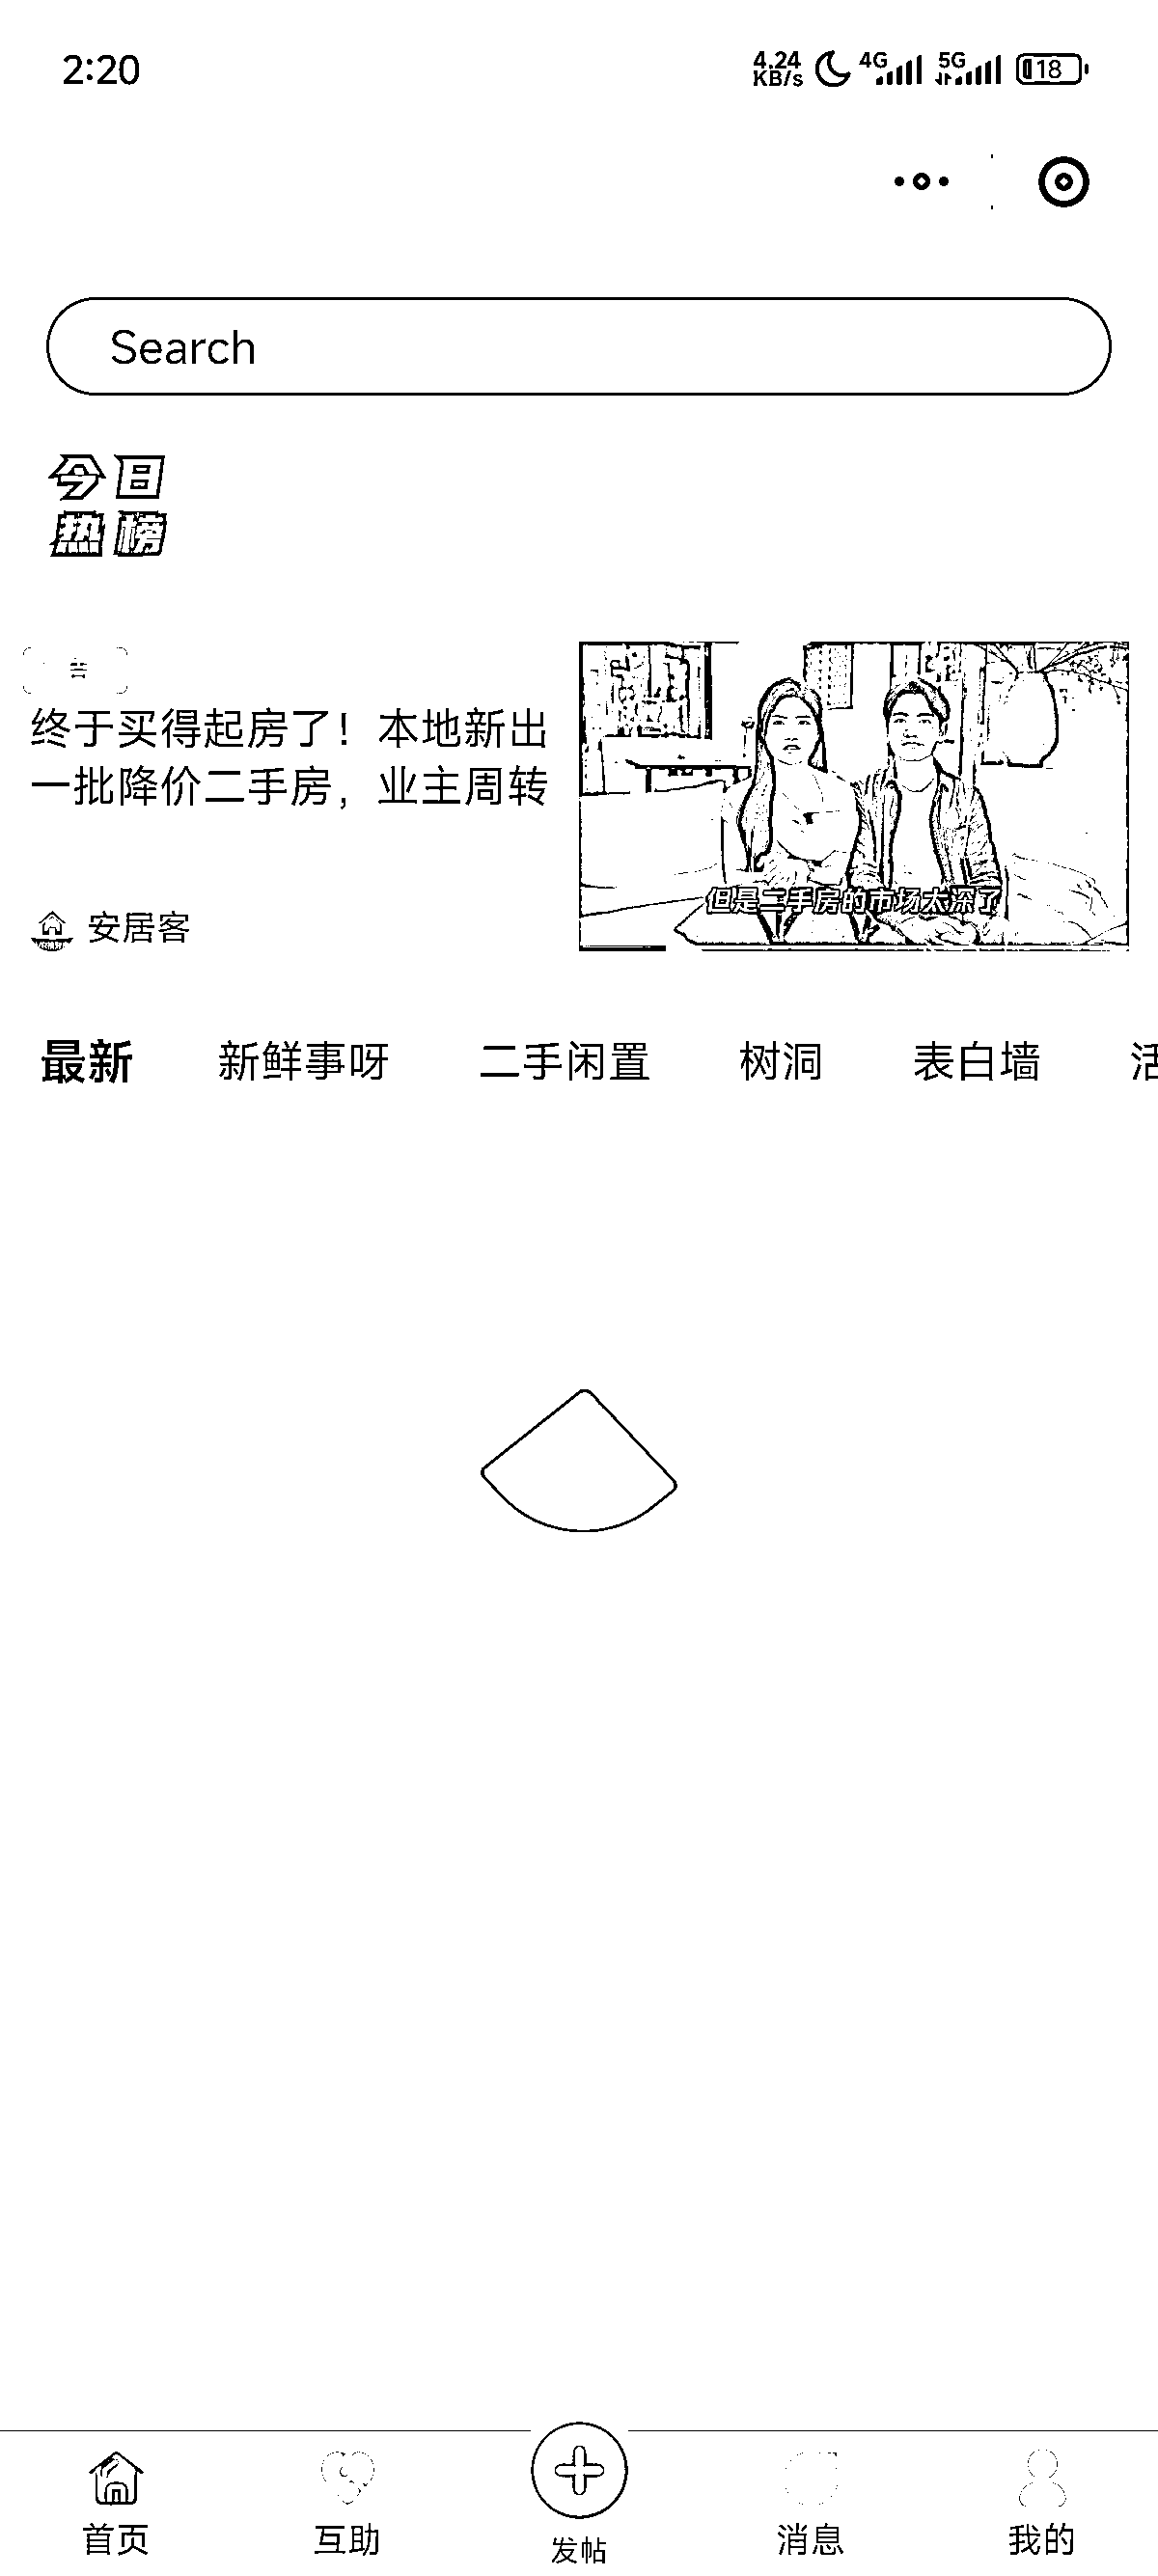 2:20
4.24 KB/s 4G 5G 18
Search
今日
热榜
终于买得起房了！本地新出
一批降价二手房，业主周转
但是二手房的市场太深了
安居客
最新 新鲜事呀 二手闲置 树洞 表白墙
首页 互助 发帖 消息 我的